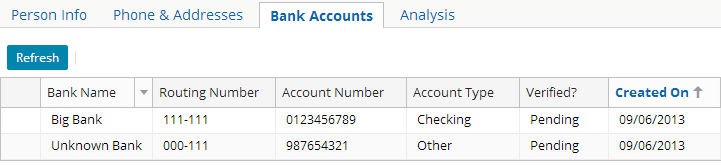 Person Info Phone & Addresses Bank Accounts Analysis
Refresh
Bank Name Routing Number Account Number Account Type Verified? Created On
Big Bank 111-111 0123456789 Checking Pending 09/06/2013
Unknown Bank 000-111 987654321 Other Pending 09/06/2013